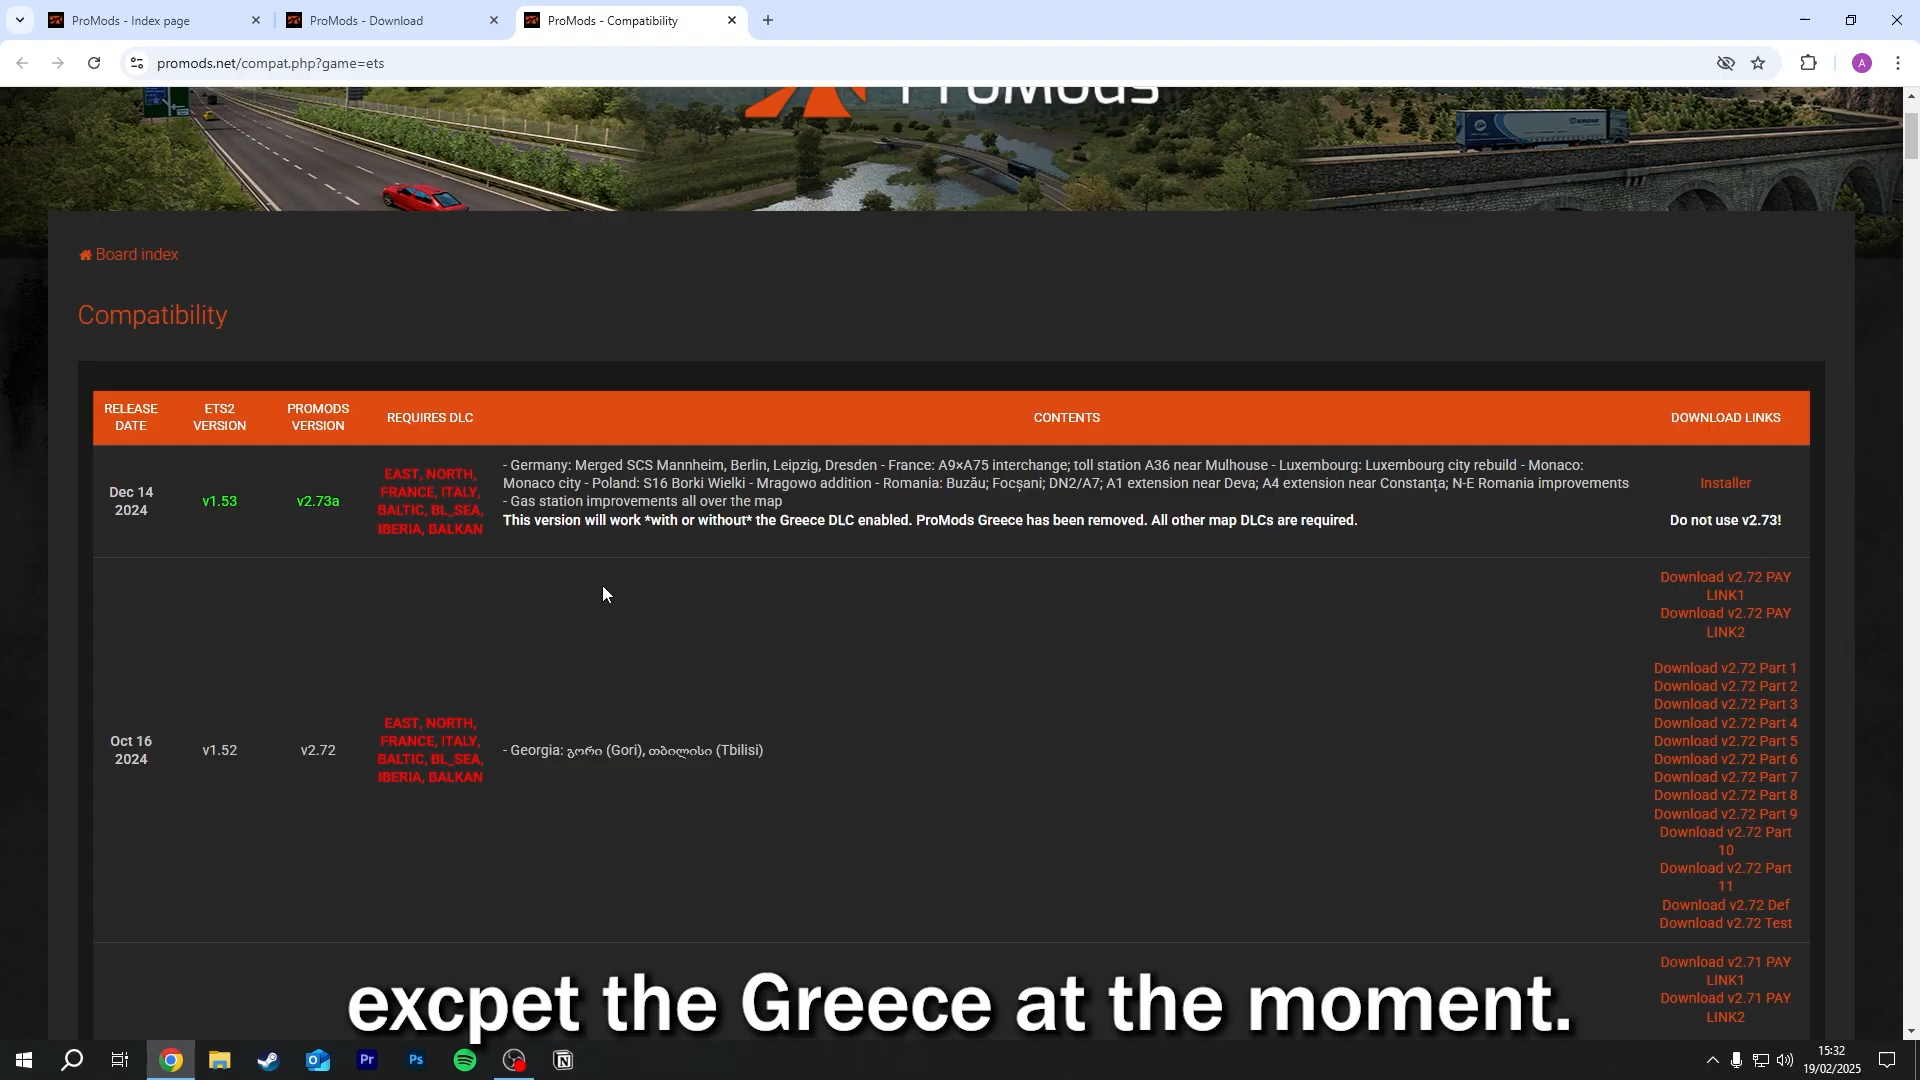 ProMods - Index page
ProMods - Download
ProMods - Compatibility
promods.net/compat.php?game=ets
A
ProMods
Board index
Compatibility
RELEASE DATE
ETS2 VERSION
PROMODS VERSION
REQUIRES DLC
CONTENTS
DOWNLOAD LINKS
Dec 14
2024
v1.53
v2.73a
EAST, NORTH,
FRANCE, ITALY,
BALTIC, BL_SEA,
IBERIA, BALKAN
- Germany: Merged SCS Mannheim, Berlin, Leipzig, Dresden - France: A9×A75 interchange; toll station A36 near Mulhouse - Luxembourg: Luxembourg city rebuild - Monaco:
Monaco city - Poland: S16 Borki Wielki - Mragowo addition - Romania: Buzău; Focșani; DN2/A7; A1 extension near Deva; A4 extension near Constanța; N-E Romania improvements
- Gas station improvements all over the map
This version will work *with or without* the Greece DLC enabled. ProMods Greece has been removed. All other map DLCs are required.
Installer
Do not use v2.73!
Oct 16
2024
v1.52
v2.72
EAST, NORTH,
FRANCE, ITALY,
BALTIC, BL_SEA,
IBERIA, BALKAN
- Georgia: გორი (Gori), თბილისი (Tbilisi)
Download v2.72 PAY
LINK1
Download v2.72 PAY
LINK2
Download v2.72 Part 1
Download v2.72 Part 2
Download v2.72 Part 3
Download v2.72 Part 4
Download v2.72 Part 5
Download v2.72 Part 6
Download v2.72 Part 7
Download v2.72 Part 8
Download v2.72 Part 9
Download v2.72 Part
10
Download v2.72 Part
11
Download v2.72 Def
Download v2.72 Test
Download v2.71 PAY
LINK1
Download v2.71 PAY
LINK2
excpet the Greece at the moment.
Pr
Ps
15:32
19/02/2025